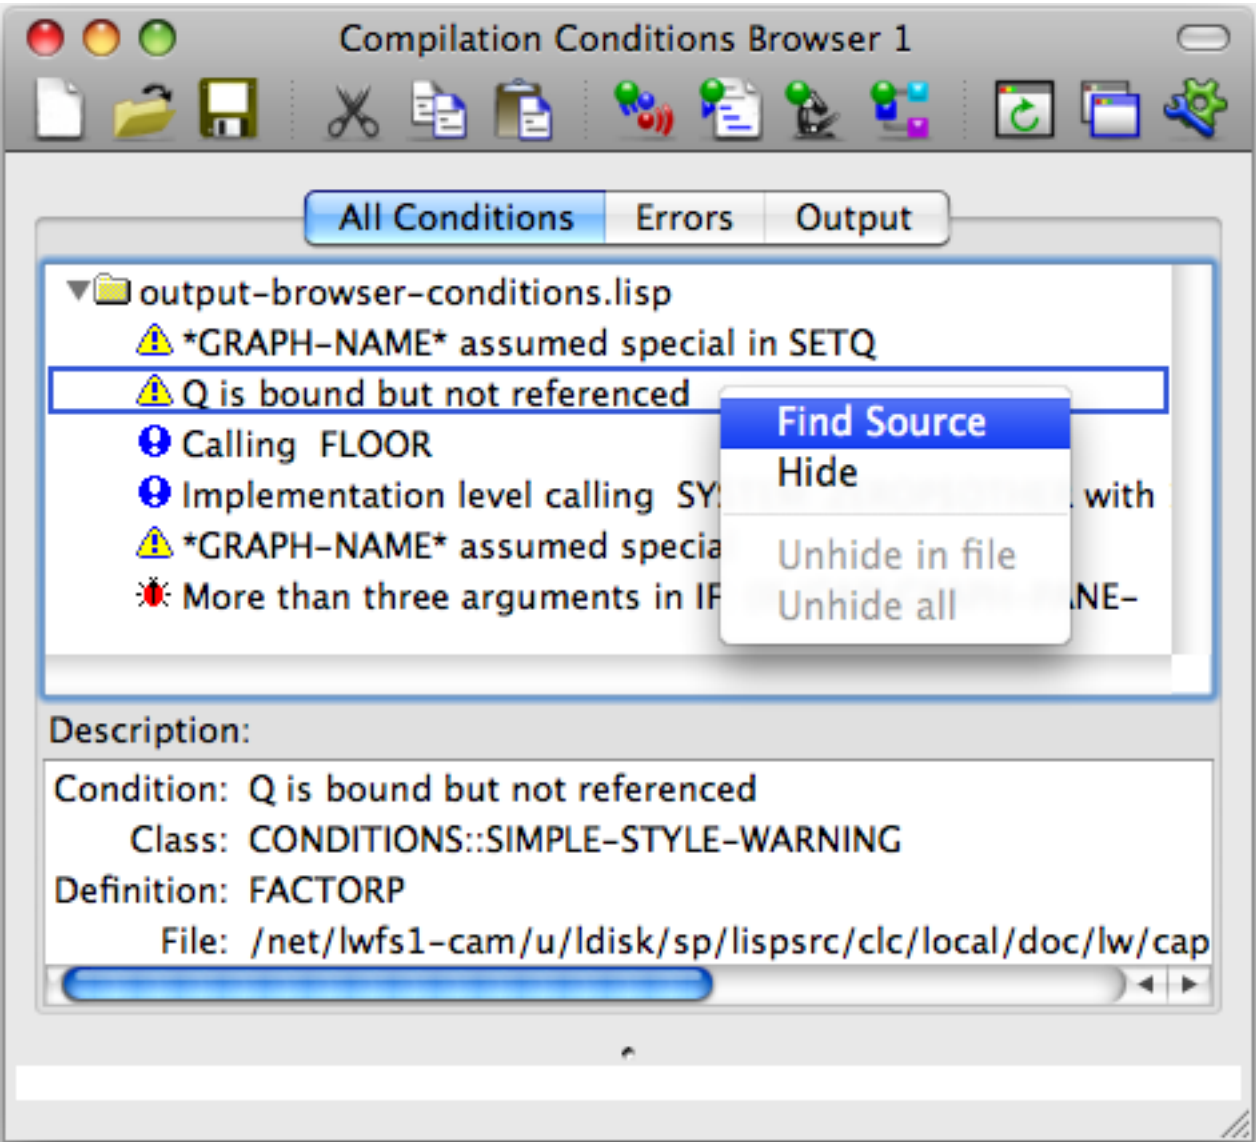 Compilation Conditions Browser 1
All Conditions Errors Output
output-browser-conditions.lisp
*GRAPH-NAME* assumed special in SETQ
Q is bound but not referenced
Find Source
Calling FLOOR
Hide
Implementation level calling with
Unhide in file
*GRAPH-NAME* assumed special
Unhide all
More than three arguments in IF
Description:
Condition: Q is bound but not referenced
Class: CONDITIONS::SIMPLE-STYLE-WARNING
Definition: FACTORP
File: /net/lwfs1-cam/u/ldisk/sp/lispsrc/clc/local/doc/lw/cap